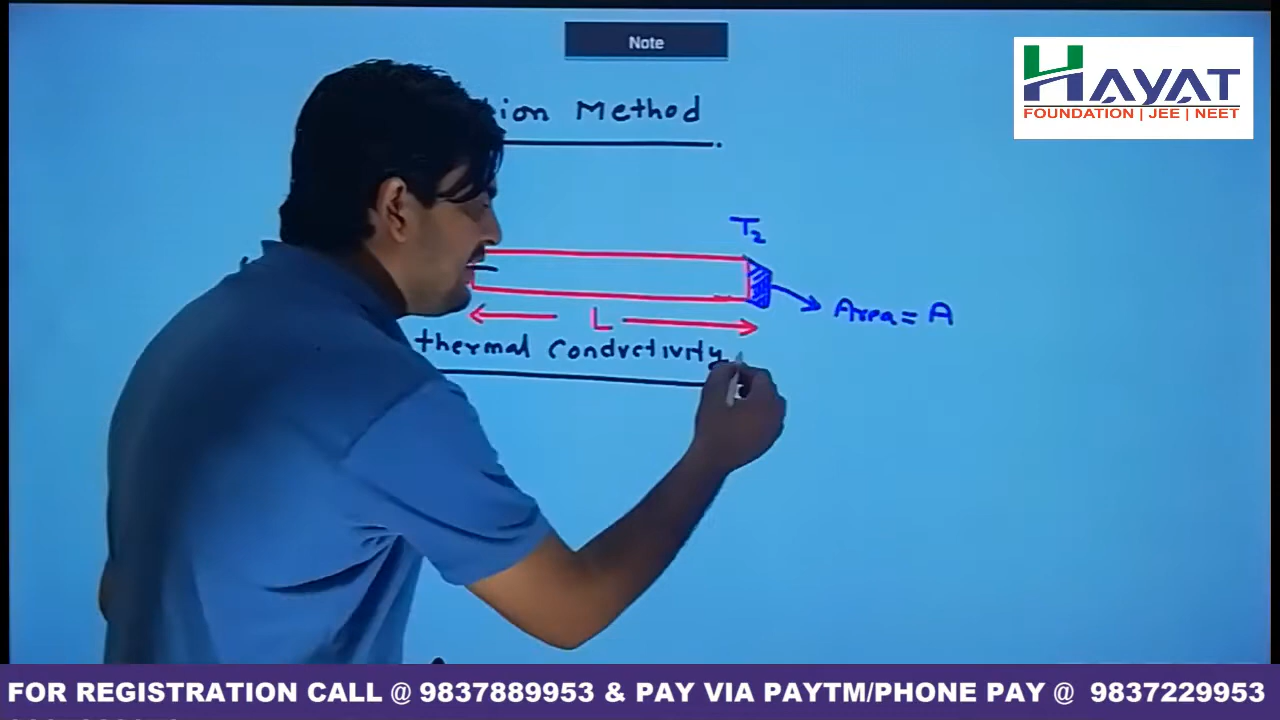 Note
HAYAT
FOUNDATION | JEE | NEET
ion Method
T2
L
Area = A
thermal Conductivity
FOR REGISTRATION CALL @ 9837889953 & PAY VIA PAYTM/PHONE PAY @ 9837229953